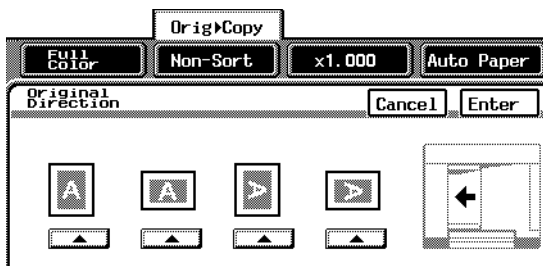 Orig▸Copy
Full Color
Non-Sort
x1.000
Auto Paper
Original Direction
Cancel
Enter
A
A
A
A